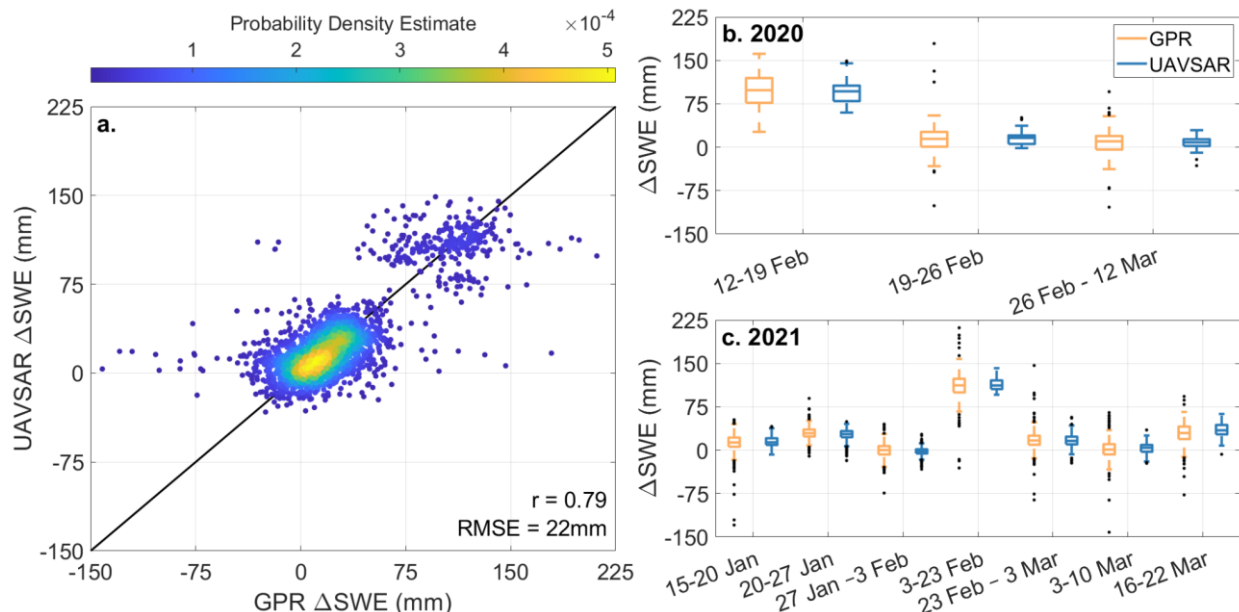 Probability Density Estimate
×10⁻⁴
1 2 3 4 5
a.
225
150
75
0
-75
-150
UAVSAR ΔSWE (mm)
r = 0.79
RMSE = 22mm
-150 -75 0 75 150 225
GPR ΔSWE (mm)
b. 2020
GPR
UAVSAR
225
150
75
0
-75
-150
ΔSWE (mm)
12-19 Feb
19-26 Feb
26 Feb - 12 Mar
c. 2021
225
150
75
0
-75
-150
ΔSWE (mm)
15-20 Jan
20-27 Jan
27 Jan –3 Feb
3-23 Feb
23 Feb – 3 Mar
3-10 Mar
16-22 Mar